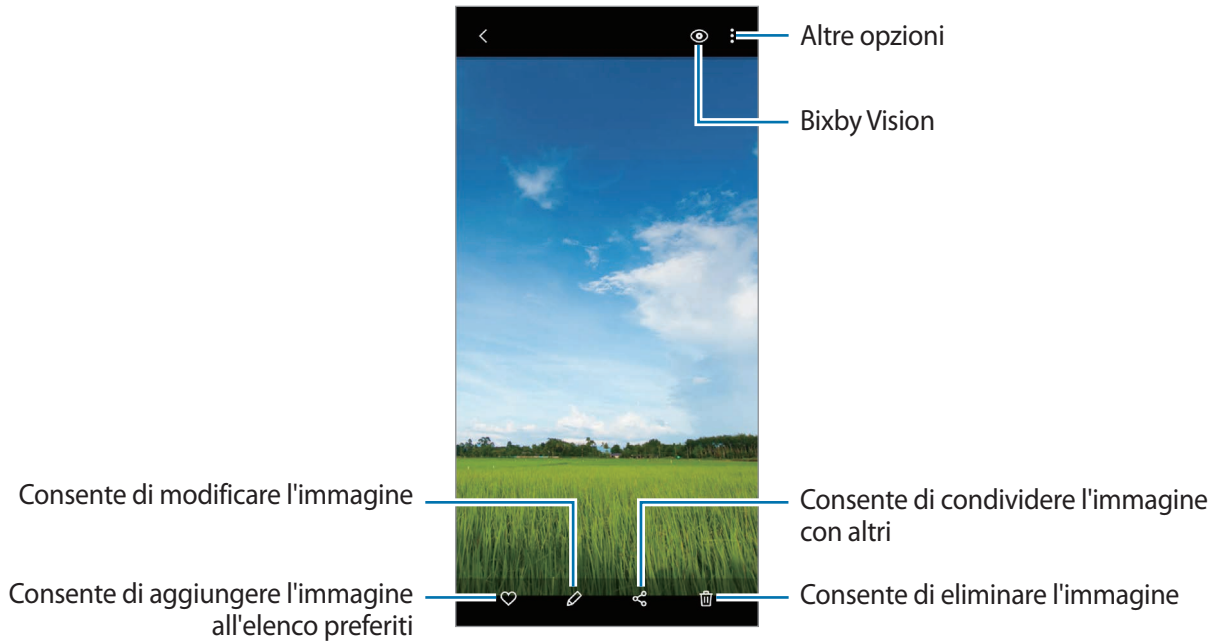 Altre opzioni
Bixby Vision
Consente di modificare l'immagine
Consente di condividere l'immagine
con altri
Consente di aggiungere l'immagine
all'elenco preferiti
Consente di eliminare l'immagine